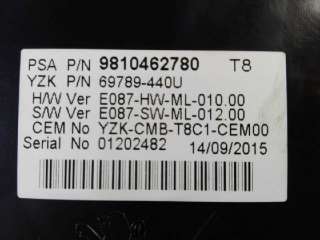 PSA P/N 9810462780 T8
YZK P/N 69789-440U
H/W Ver E087-HW-ML-010.00
S/W Ver E087-SW-ML-012.00
CEM No YZK-CMB-T8C1-CEM00
Serial No 01202482 14/09/2015